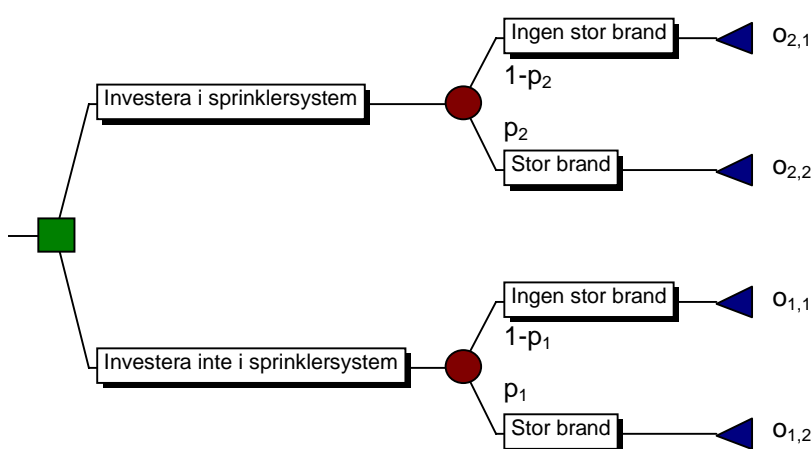 Ingen stor brand
o2,1
1-p2
Investera i sprinklersystem
p2
Stor brand
o2,2
Ingen stor brand
o1,1
1-p1
Investera inte i sprinklersystem
p1
Stor brand
o1,2